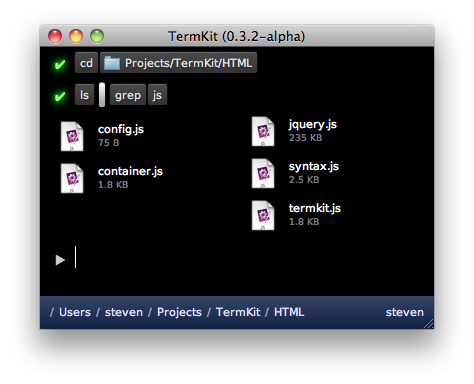 TermKit (0.3.2-alpha)
cd Projects/TermKit/HTML
ls grep js
config.js
75 B
container.js
1.8 KB
jquery.js
235 KB
syntax.js
2.5 KB
termkit.js
1.8 KB
/ Users / steven / Projects / TermKit / HTML steven